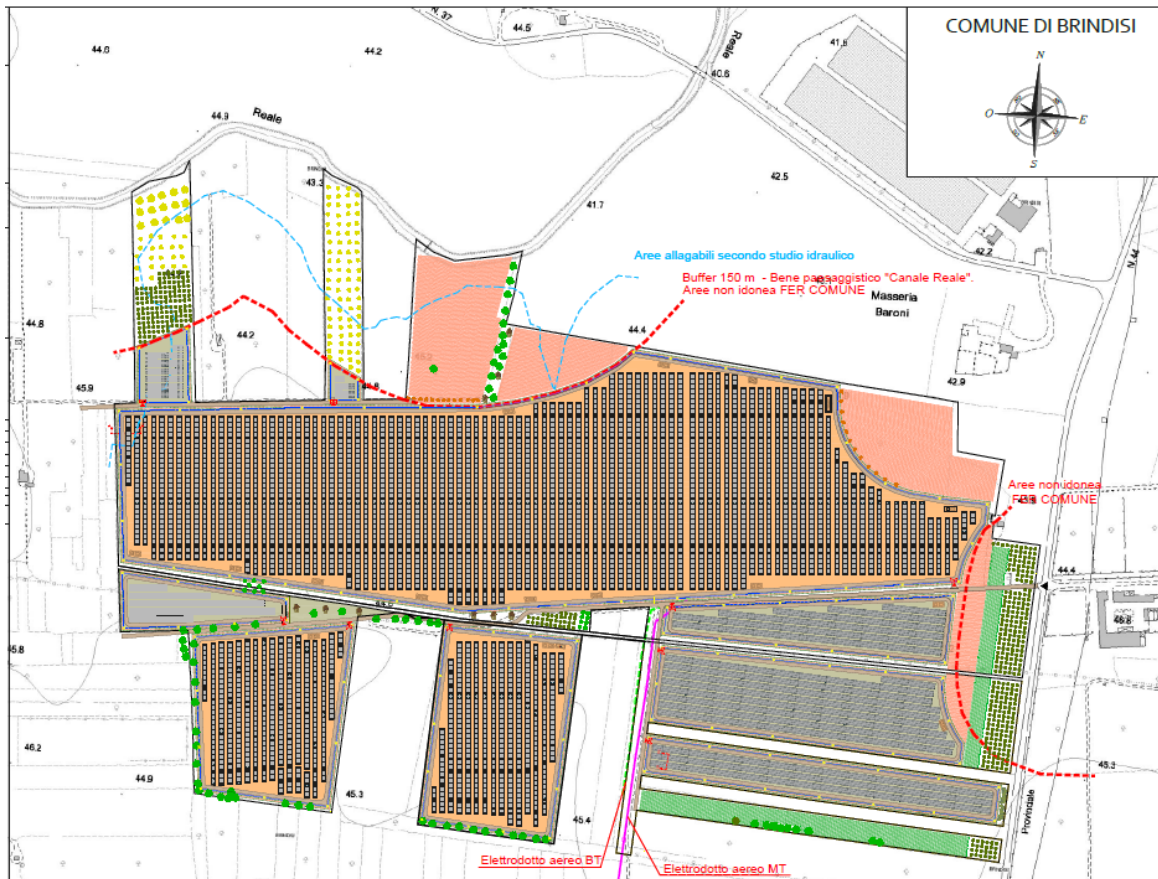 COMUNE DI BRINDISI
N
O
E
S
N. 37
44.5
44.6
44.2
Reale
41.8
40.6
44.9
Reale
43.3
42.5
41.7
42.2
N. 44
Aree allagabili secondo studio idraulico
Buffer 150 m - Bene paesaggistico "Canale Reale".
Aree non idonea FER COMUNE
Masseria
Baroni
44.8
44.2
44.4
45.9
42.9
Aree non idonea
FER COMUNE
44.4
45.8
46.2
44.9
45.3
45.4
45.3
Provinciale
Elettrodotto aereo BT
Elettrodotto aereo MT